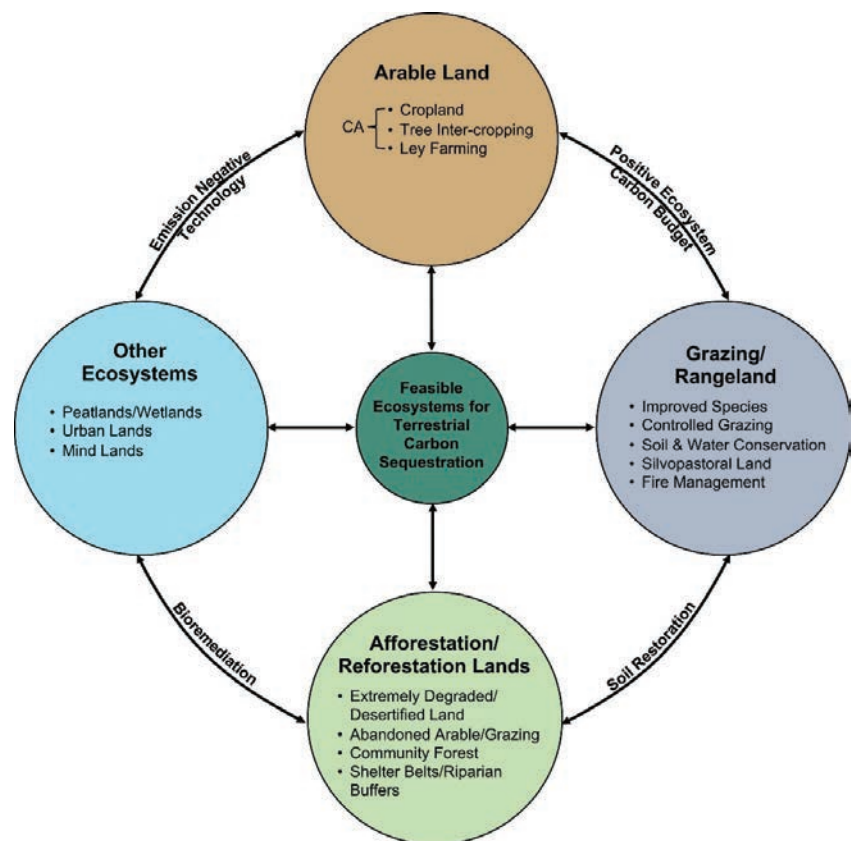 Arable Land
CA
• Cropland
• Tree Inter-cropping
• Ley Farming
Emission Negative
Technology
Positive Ecosystem
Carbon Budget
Other
Ecosystems
• Peatlands/Wetlands
• Urban Lands
• Mind Lands
Feasible
Ecosystems for
Terrestrial
Carbon
Sequestration
Grazing/
Rangeland
• Improved Species
• Controlled Grazing
• Soil & Water Conservation
• Silvopastoral Land
• Fire Management
Bioremediation
Soil Restoration
Afforestation/
Reforestation Lands
• Extremely Degraded/
Desertified Land
• Abandoned Arable/Grazing
• Community Forest
• Shelter Belts/Riparian
Buffers